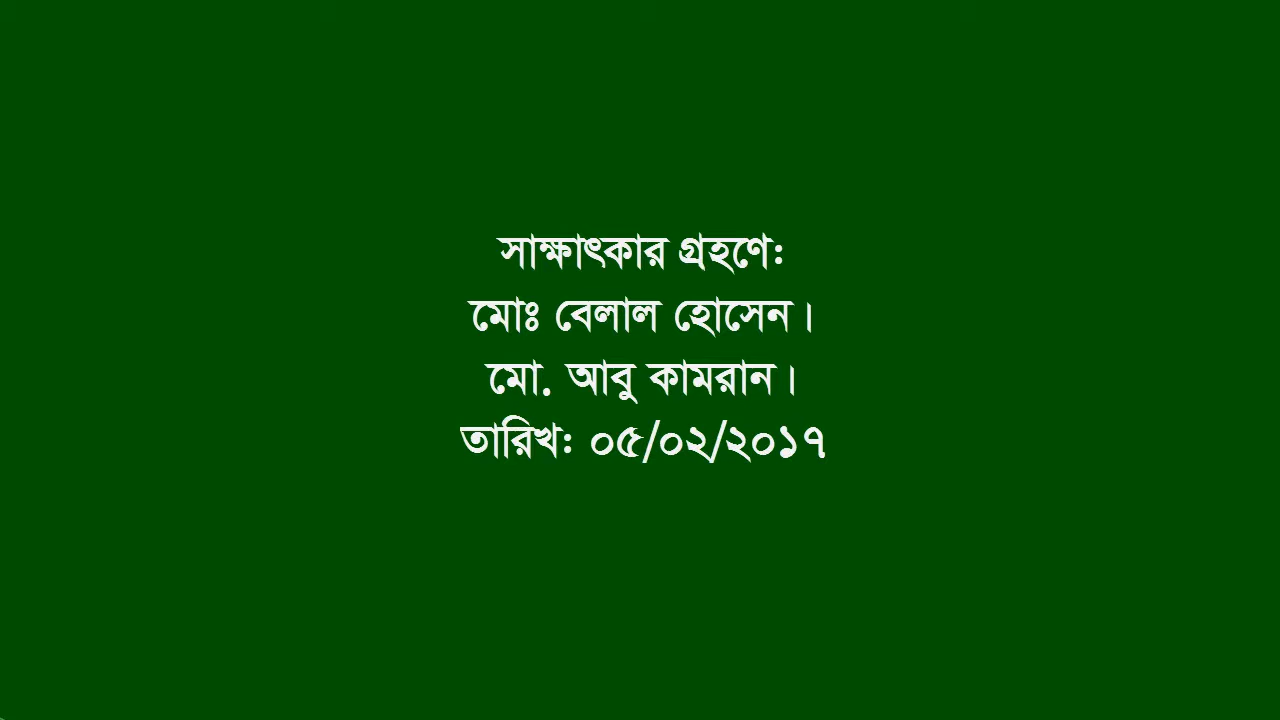 সাক্ষাৎকার গ্রহণে:
মোঃ বেলাল হোসেন।
মো. আবু কামরান।
তারিখ: ০৫/০২/২০১৭